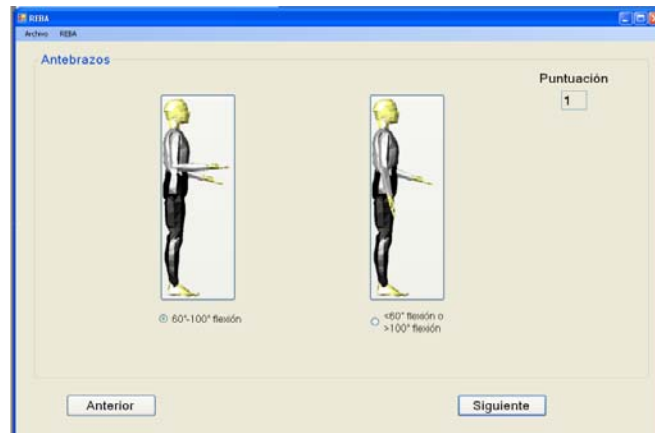 REBA
Archivo REBA
Antebrazos
Puntuación
1
60°-100° flexión
<60° flexión o
>100° flexión
Anterior
Siguiente